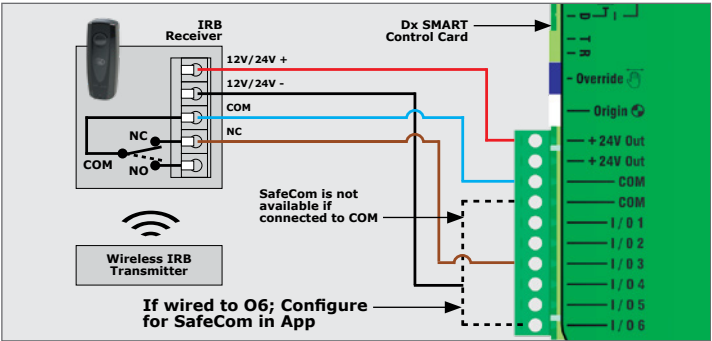 IRB
Receiver
12V/24V +
12V/24V -
COM
NC
NC
COM
NO
Wireless IRB
Transmitter
SafeCom is not
available if
connected to COM
If wired to O6; Configure
for SafeCom in App
Dx SMART
Control Card
D
I
T
R
Override
Origin
+ 24V Out
+ 24V Out
COM
COM
I / O 1
I / O 2
I / O 3
I / O 4
I / O 5
I / O 6